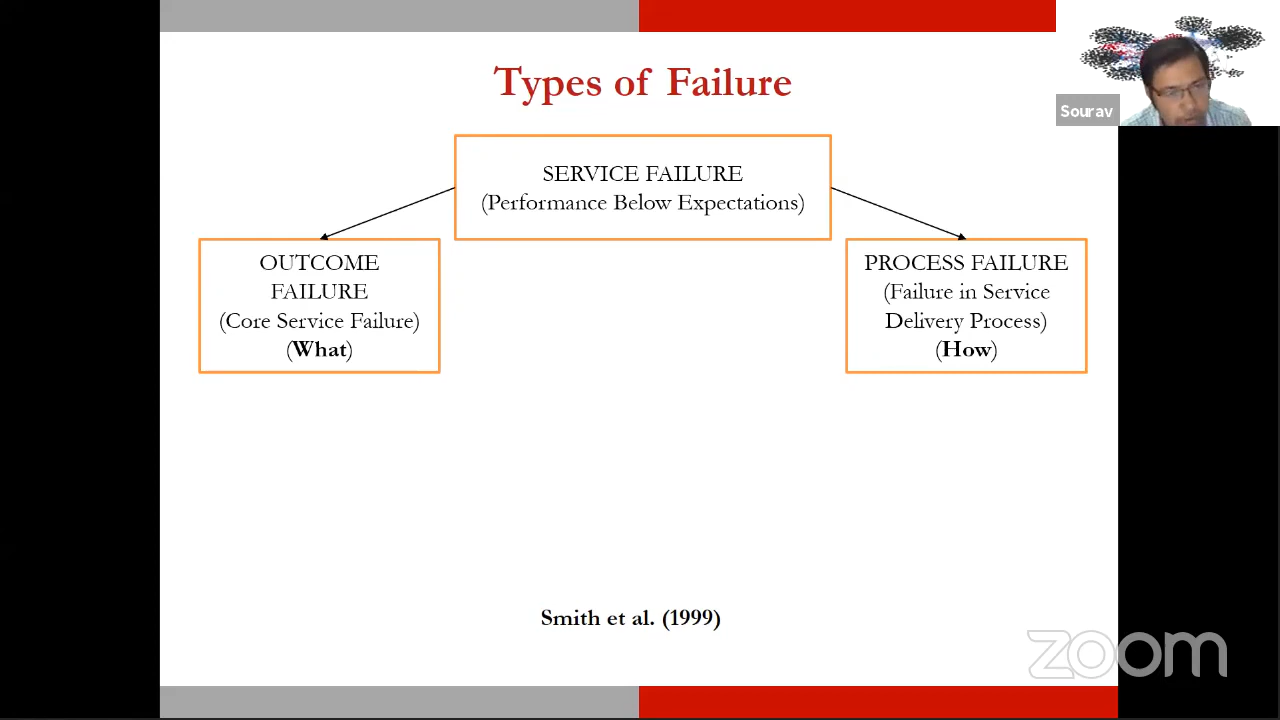 Types of Failure
Sourav
SERVICE FAILURE
(Performance Below Expectations)
OUTCOME
FAILURE
(Core Service Failure)
(What)
PROCESS FAILURE
(Failure in Service
Delivery Process)
(How)
Smith et al. (1999)
zoom